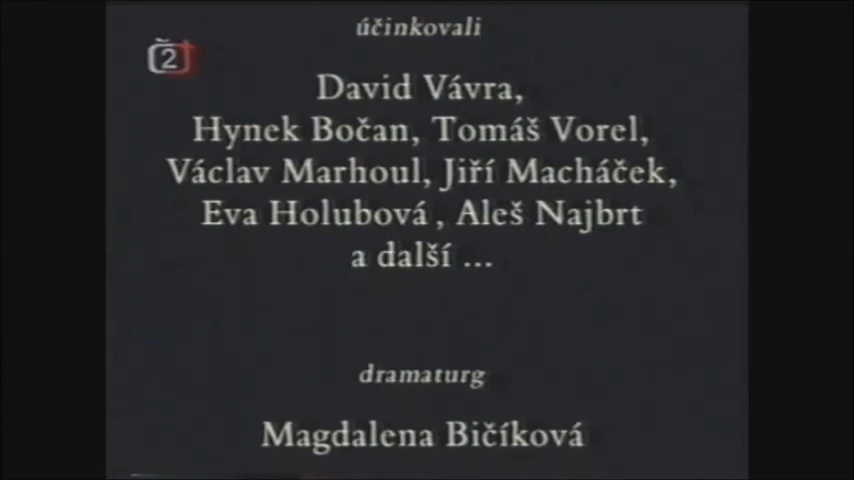 účinkovali
2
David Vávra,
Hynek Bočan, Tomáš Vorel,
Václav Marhoul, Jiří Macháček,
Eva Holubová , Aleš Najbrt
a další ...
dramaturg
Magdalena Bičíková